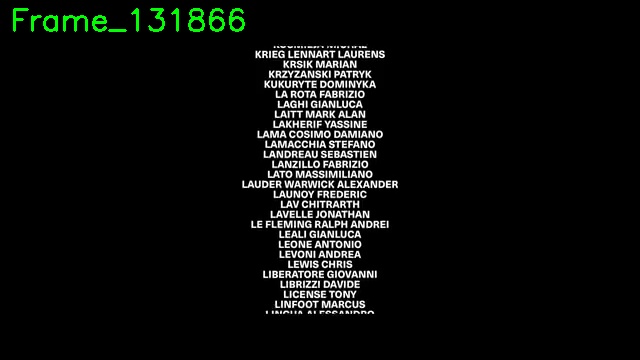 Frame_131866
KRIEG LENNART LAURENS
KRSIK MARIAN
KRZYZANSKI PATRYK
KUKURYTE DOMINYKA
LA ROTA FABRIZIO
LAGHI GIANLUCA
LAITT MARK ALAN
LAKHERIF YASSINE
LAMA COSIMO DAMIANO
LAMACCHIA STEFANO
LANDREAU SEBASTIEN
LANZILLO FABRIZIO
LATO MASSIMILIANO
LAUDER WARWICK ALEXANDER
LAUNOY FREDERIC
LAV CHITRARTH
LAVELLE JONATHAN
LE FLEMING RALPH ANDREI
LEALI GIANLUCA
LEONE ANTONIO
LEVONI ANDREA
LEWIS CHRIS
LIBERATORE GIOVANNI
LIBRIZZI DAVIDE
LICENSE TONY
LINFOOT MARCUS
LINGUA ALESSANDRO